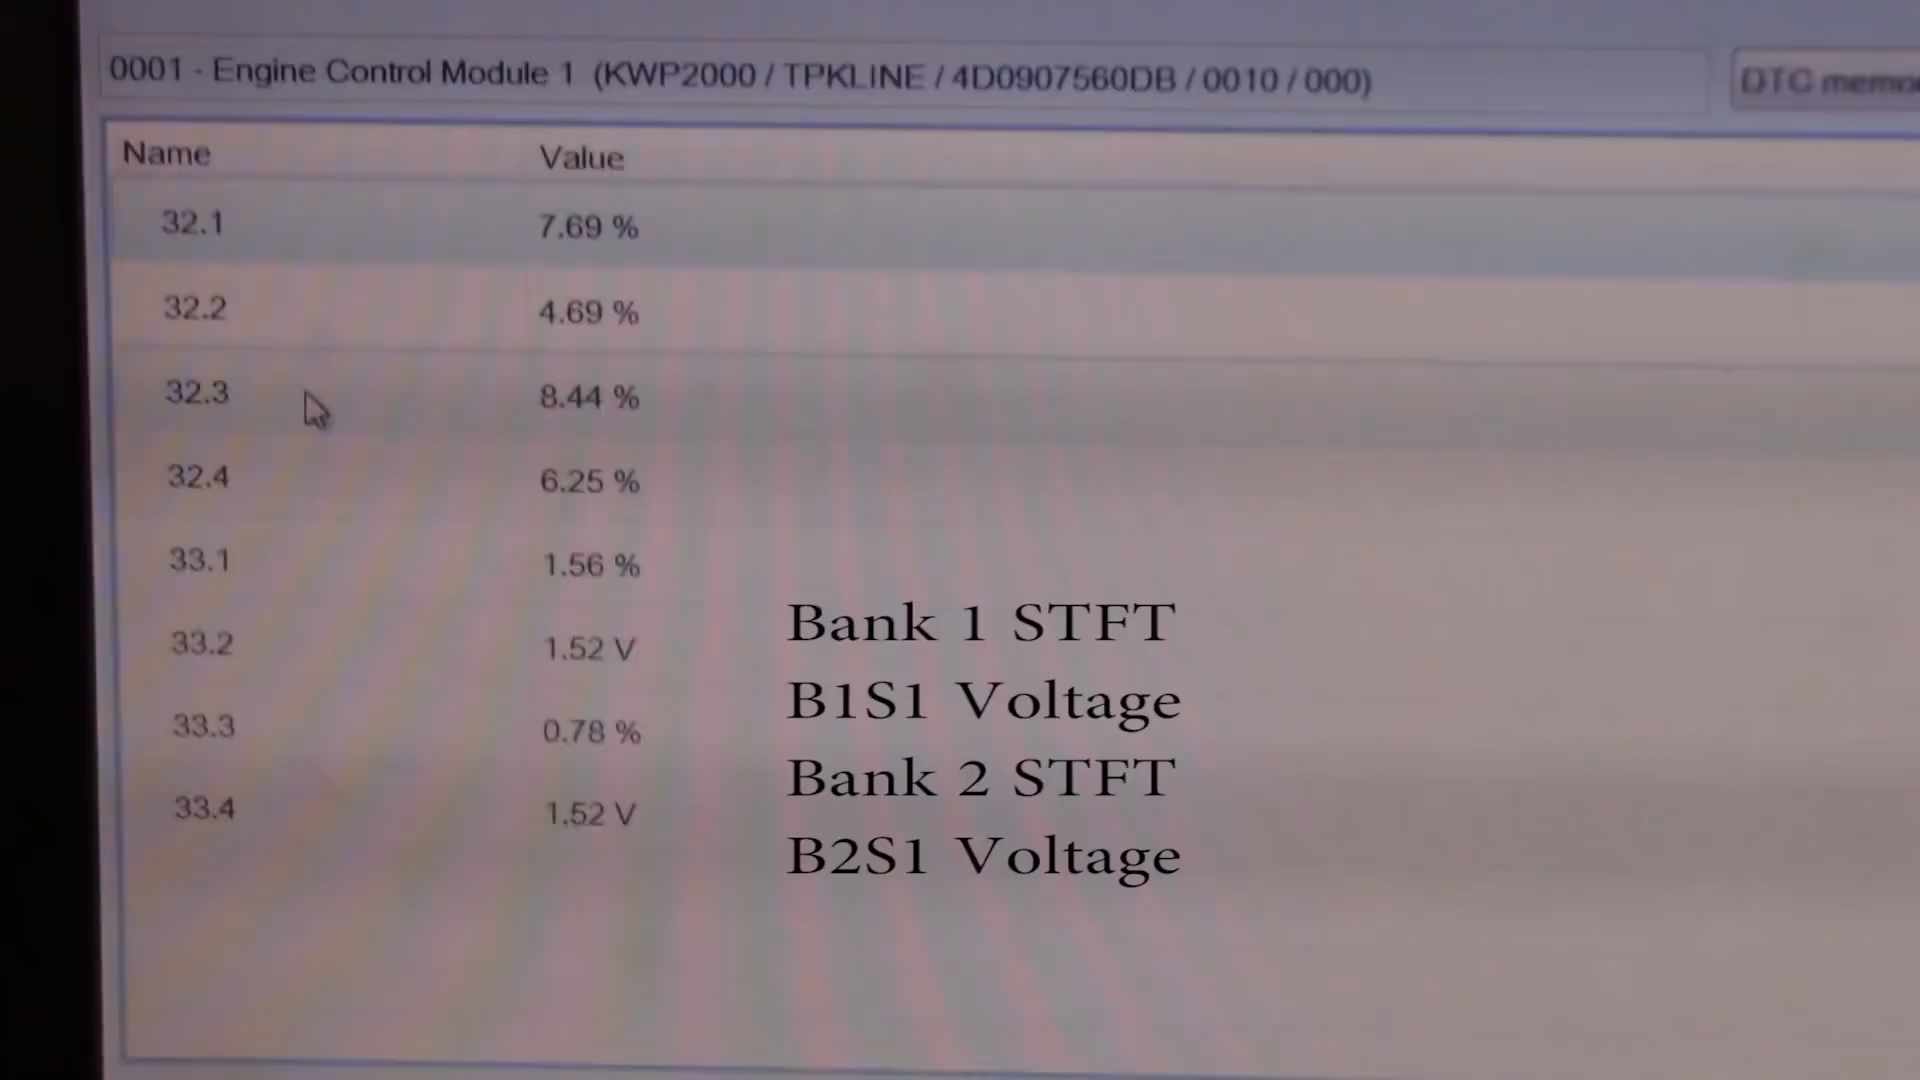 0001 - Engine Control Module 1 (KWP2000 / TPKLINE / 4D0907560DB / 0010 / 000)
DTC memo
Name Value
32.1 7.69 %
32.2 4.69 %
32.3 8.44 %
32.4 6.25 %
33.1 1.56 %
33.2 1.52 V
33.3 0.78 %
33.4 1.52 V
Bank 1 STFT
B1S1 Voltage
Bank 2 STFT
B2S1 Voltage